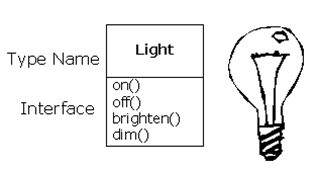 Type Name
Light
Interface
on()
off()
brighten()
dim()